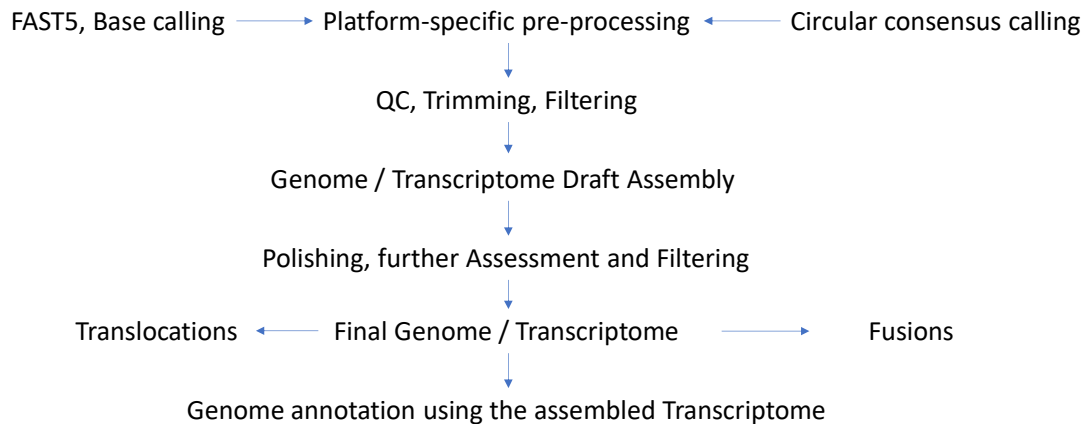 FAST5, Base calling
Platform-specific pre-processing
Circular consensus calling
QC, Trimming, Filtering
Genome / Transcriptome Draft Assembly
Polishing, further Assessment and Filtering
Translocations
Final Genome / Transcriptome
Fusions
Genome annotation using the assembled Transcriptome